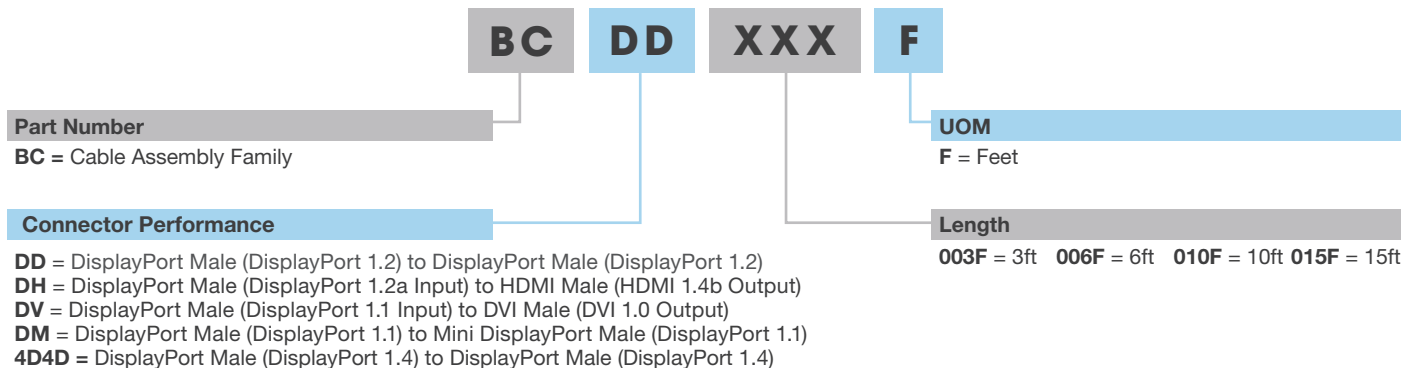 BC DD XXX F
Part Number
BC = Cable Assembly Family
Connector Performance
DD = DisplayPort Male (DisplayPort 1.2) to DisplayPort Male (DisplayPort 1.2)
DH = DisplayPort Male (DisplayPort 1.2a Input) to HDMI Male (HDMI 1.4b Output)
DV = DisplayPort Male (DisplayPort 1.1 Input) to DVI Male (DVI 1.0 Output)
DM = DisplayPort Male (DisplayPort 1.1) to Mini DisplayPort Male (DisplayPort 1.1)
4D4D = DisplayPort Male (DisplayPort 1.4) to DisplayPort Male (DisplayPort 1.4)
UOM
F = Feet
Length
003F = 3ft 006F = 6ft 010F = 10ft 015F = 15ft